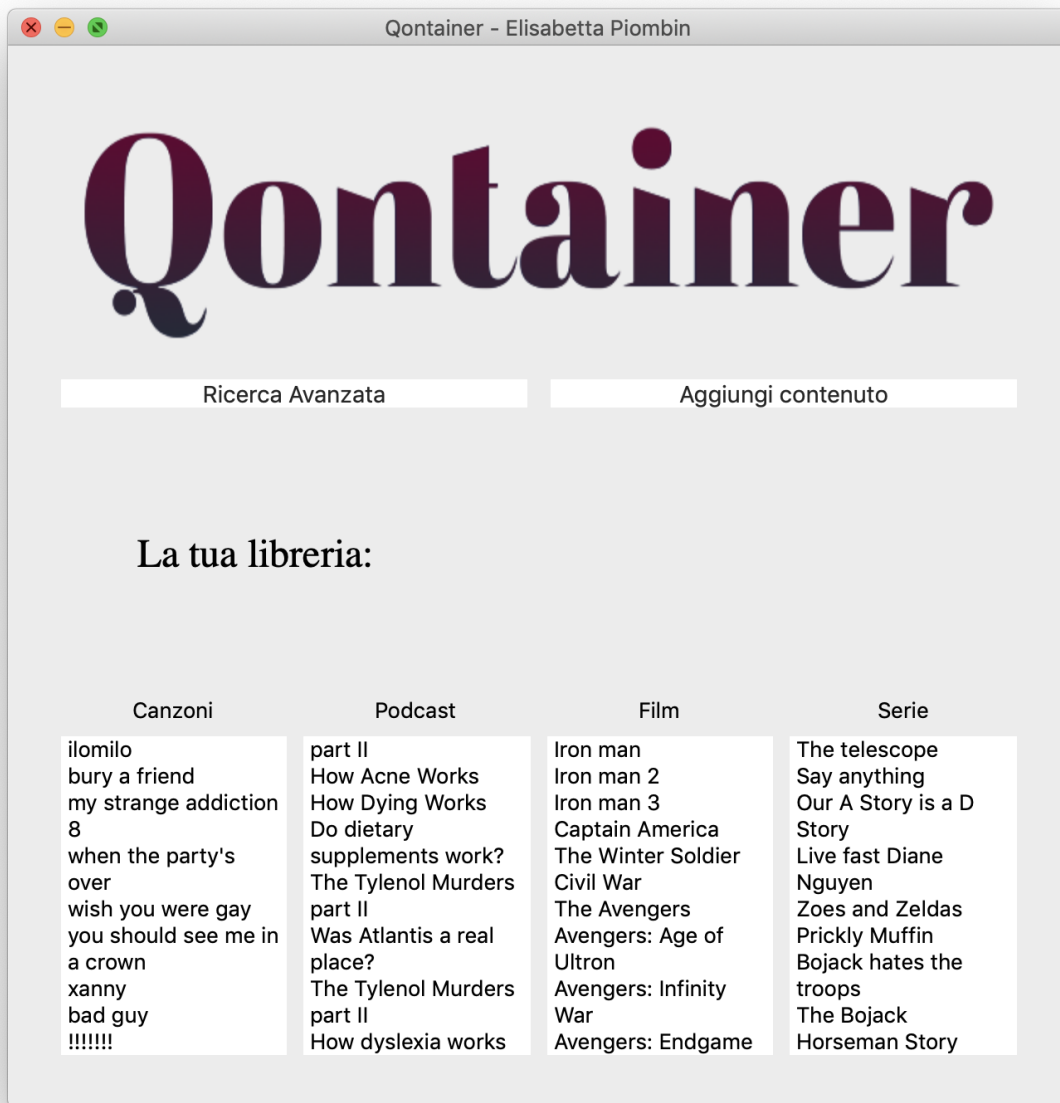 Qontainer - Elisabetta Piombin
Qontainer
Ricerca Avanzata
Aggiungi contenuto
La tua libreria:
Canzoni
ilomilo
bury a friend
my strange addiction
8
when the party's
over
wish you were gay
you should see me in
a crown
xanny
bad guy
!!!!!!!
Podcast
part II
How Acne Works
How Dying Works
Do dietary
supplements work?
The Tylenol Murders
part II
Was Atlantis a real
place?
The Tylenol Murders
part II
How dyslexia works
Film
Iron man
Iron man 2
Iron man 3
Captain America
The Winter Soldier
Civil War
The Avengers
Avengers: Age of
Ultron
Avengers: Infinity
War
Avengers: Endgame
Serie
The telescope
Say anything
Our A Story is a D
Story
Live fast Diane
Nguyen
Zoes and Zeldas
Prickly Muffin
Bojack hates the
troops
The Bojack
Horseman Story